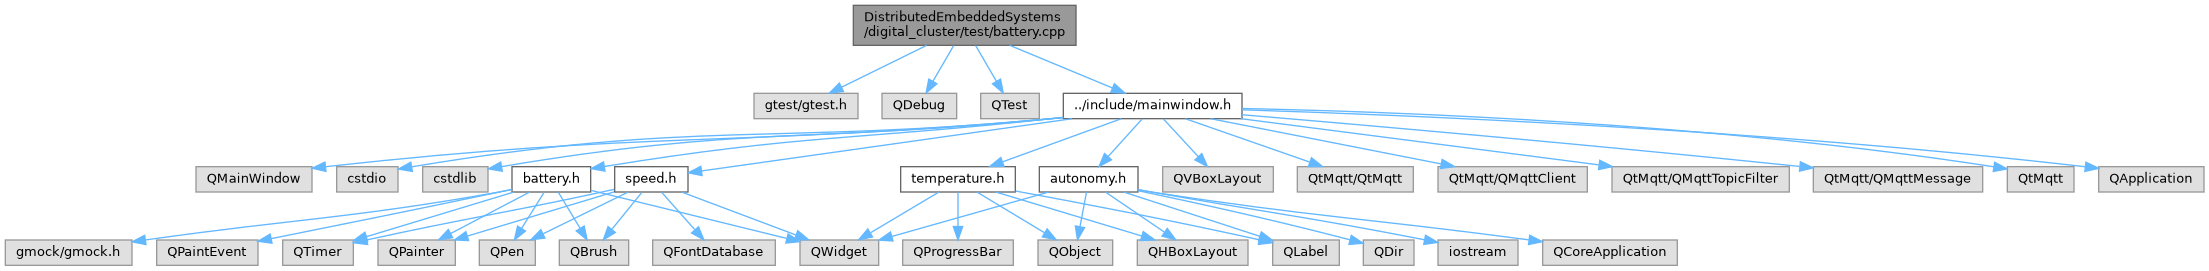 DistributedEmbeddedSystems
/digital_cluster/test/battery.cpp
gtest/gtest.h
QDebug
QTest
../include/mainwindow.h
QMainWindow
cstdio
cstdlib
battery.h
speed.h
temperature.h
autonomy.h
QVBoxLayout
QtMqtt/QtMqtt
QtMqtt/QMqttClient
QtMqtt/QMqttTopicFilter
QtMqtt/QMqttMessage
QtMqtt
QApplication
gmock/gmock.h
QPaintEvent
QTimer
QPainter
QPen
QBrush
QFontDatabase
QWidget
QProgressBar
QObject
QHBoxLayout
QLabel
QDir
iostream
QCoreApplication